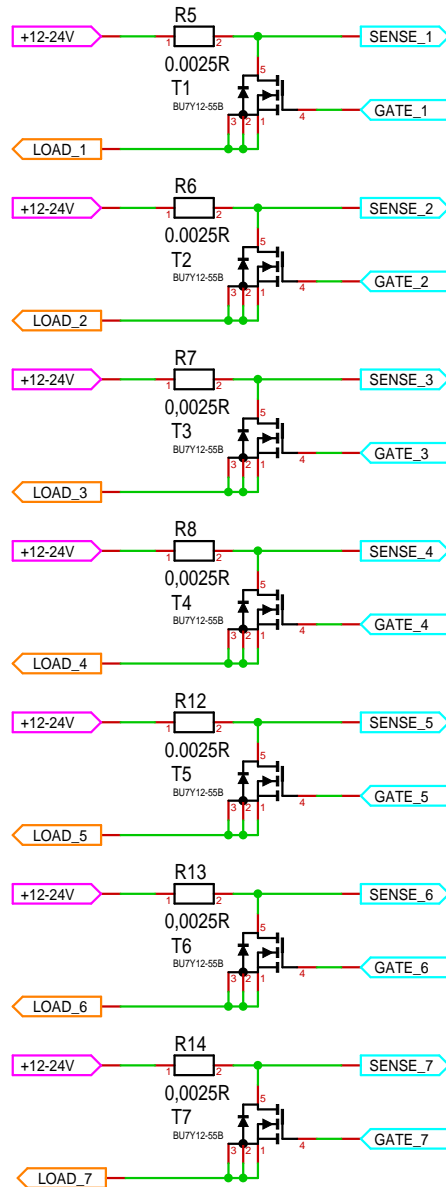 R5
+12-24V 1 2 SENSE_1
0.0025R 5
T1
BU7Y12-55B
3 2 1 4 GATE_1
LOAD_1
R6
+12-24V 1 2 SENSE_2
0.0025R 5
T2
BU7Y12-55B
3 2 1 4 GATE_2
LOAD_2
R7
+12-24V 1 2 SENSE_3
0,0025R 5
T3
BU7Y12-55B
3 2 1 4 GATE_3
LOAD_3
R8
+12-24V 1 2 SENSE_4
0,0025R 5
T4
BU7Y12-55B
3 2 1 4 GATE_4
LOAD_4
R12
+12-24V 1 2 SENSE_5
0.0025R 5
T5
BU7Y12-55B
3 2 1 4 GATE_5
LOAD_5
R13
+12-24V 1 2 SENSE_6
0,0025R 5
T6
BU7Y12-55B
3 2 1 4 GATE_6
LOAD_6
R14
+12-24V 1 2 SENSE_7
0,0025R 5
T7
BU7Y12-55B
3 2 1 4 GATE_7
LOAD_7